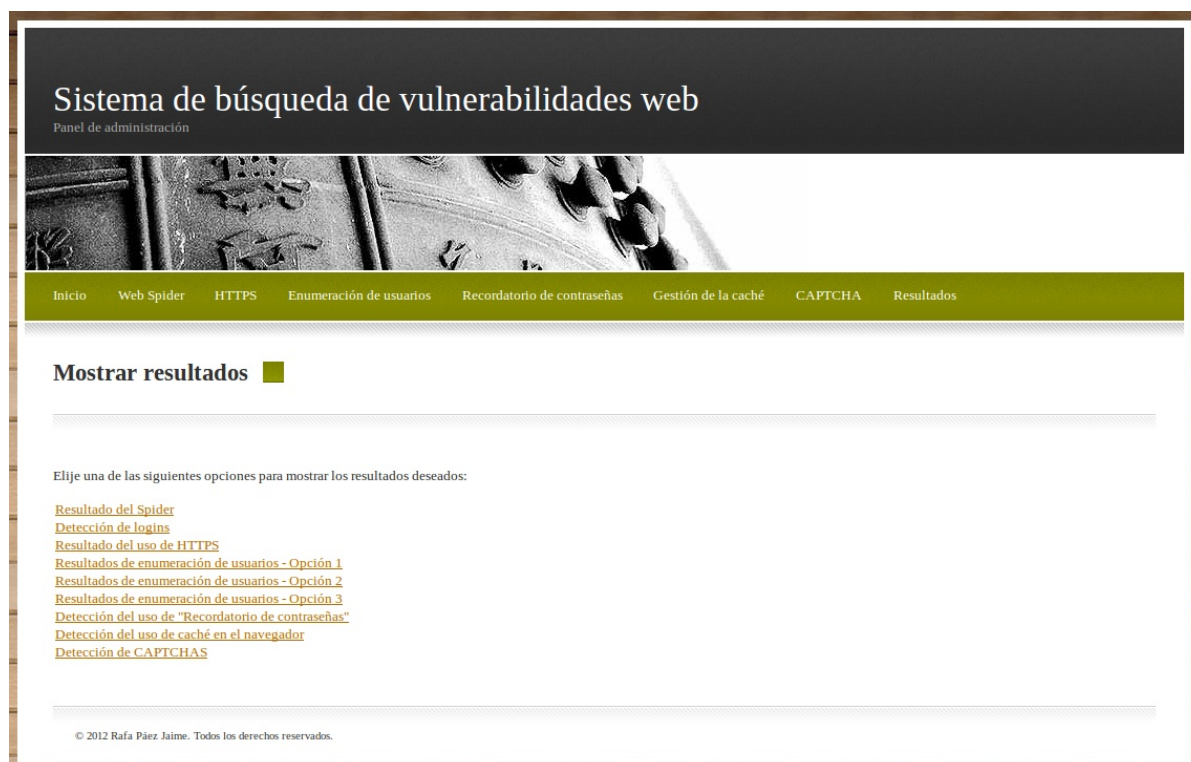 Sistema de búsqueda de vulnerabilidades web
Panel de administración
Inicio Web Spider HTTPS Enumeración de usuarios Recordatorio de contraseñas Gestión de la caché CAPTCHA Resultados
Mostrar resultados
Elije una de las siguientes opciones para mostrar los resultados deseados:
Resultado del Spider
Detección de logins
Resultado del uso de HTTPS
Resultados de enumeración de usuarios - Opción 1
Resultados de enumeración de usuarios - Opción 2
Resultados de enumeración de usuarios - Opción 3
Detección del uso de "Recordatorio de contraseñas"
Detección del uso de caché en el navegador
Detección de CAPTCHAS
© 2012 Rafa Páez Jaime. Todos los derechos reservados.